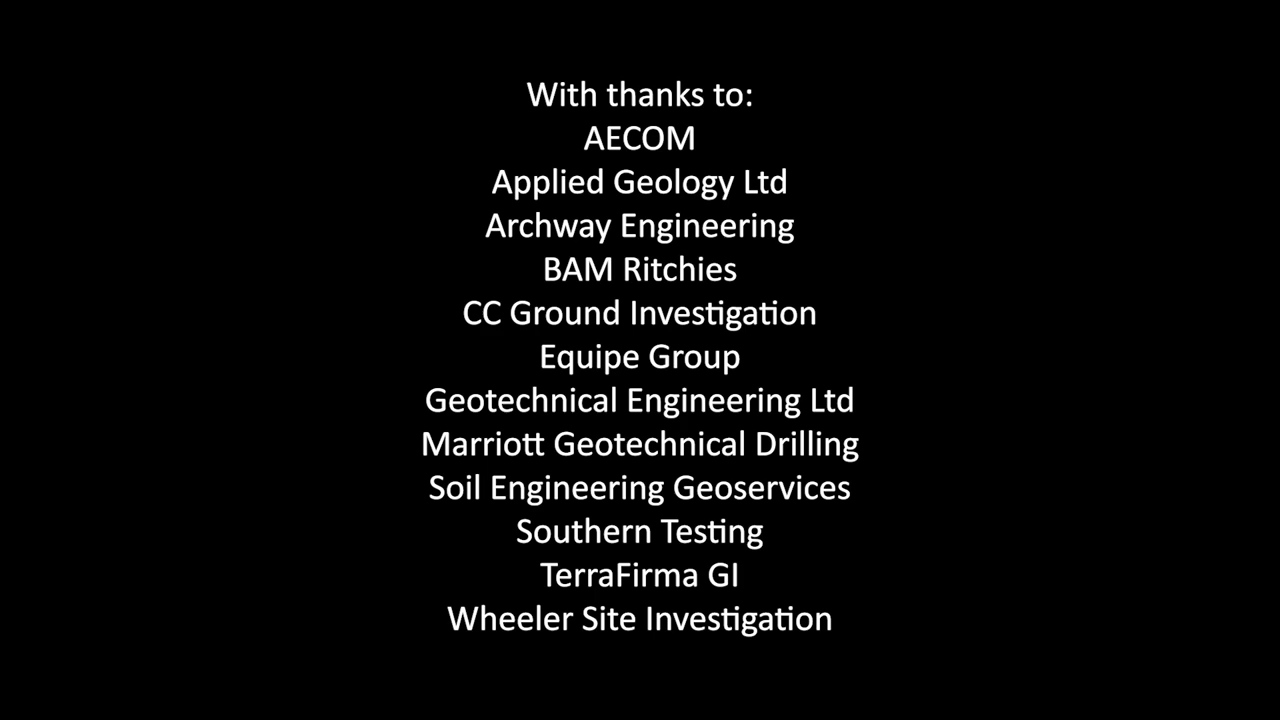 With thanks to:
AECOM
Applied Geology Ltd
Archway Engineering
BAM Ritchies
CC Ground Investigation
Equipe Group
Geotechnical Engineering Ltd
Marriott Geotechnical Drilling
Soil Engineering Geoservices
Southern Testing
TerraFirma GI
Wheeler Site Investigation